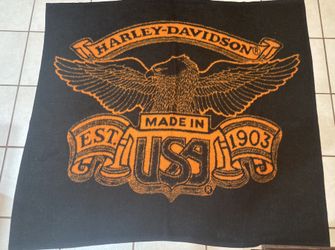 HARLEY-DAVIDSON®
MADE IN
EST. 1903
USA
®